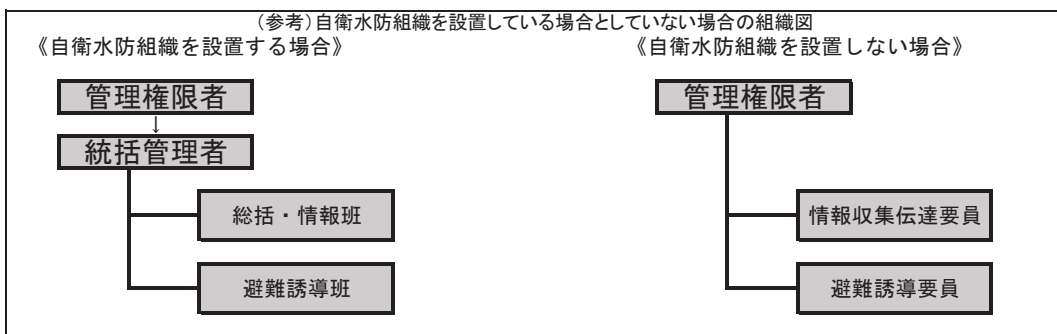 （参考）自衛水防組織を設置している場合としていない場合の組織図
《自衛水防組織を設置する場合》
管理権限者
↓
統括管理者
総括・情報班
避難誘導班
《自衛水防組織を設置しない場合》
管理権限者
情報収集伝達要員
避難誘導要員